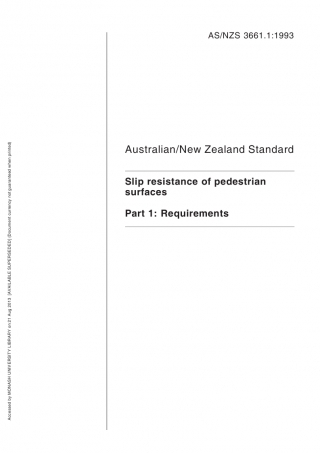 AS/NZS 3661.1:1993
Australian/New Zealand Standard
Slip resistance of pedestrian
surfaces
Part 1: Requirements
Accessed by MONASH UNIVERSITY LIBRARY on 21 Aug 2013 [AVAILABLE SUPERSEDED] (Document currency not guaranteed when printed)